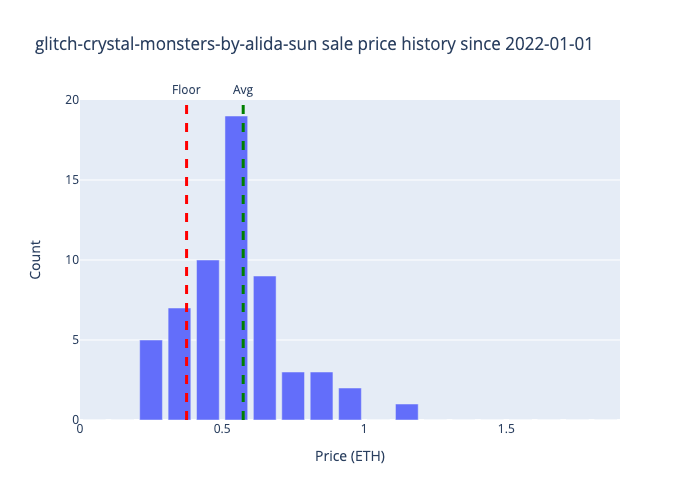 glitch-crystal-monsters-by-alida-sun sale price history since 2022-01-01
Floor
Avg
20
15
10
5
0
Count
0
0.5
1
1.5
Price (ETH)